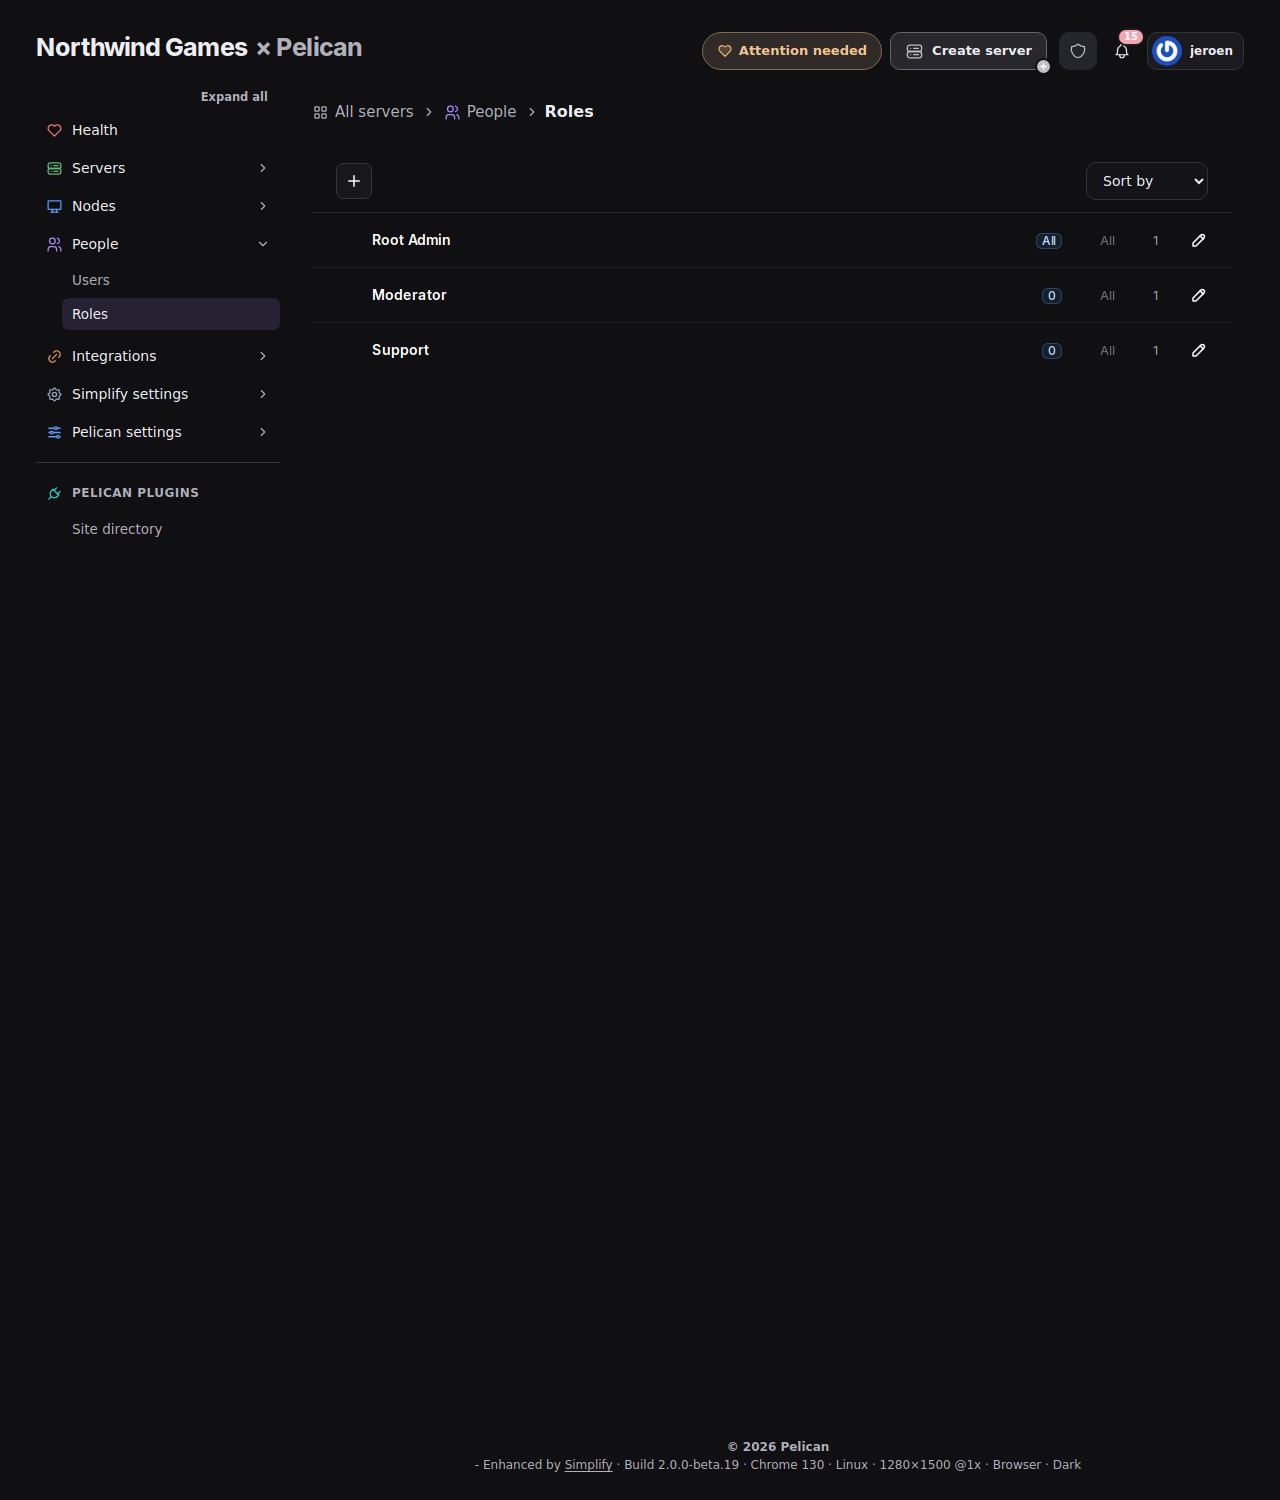 Northwind Games × Pelican
Attention needed
Create server
15
jeroen
Expand all
Health
Servers
Nodes
People
Users
Roles
Integrations
Simplify settings
Pelican settings
PELICAN PLUGINS
Site directory
All servers > People > Roles
Sort by
Root Admin All All 1
Moderator 0 All 1
Support 0 All 1
© 2026 Pelican
- Enhanced by Simplify · Build 2.0.0-beta.19 · Chrome 130 · Linux · 1280×1500 @1x · Browser · Dark